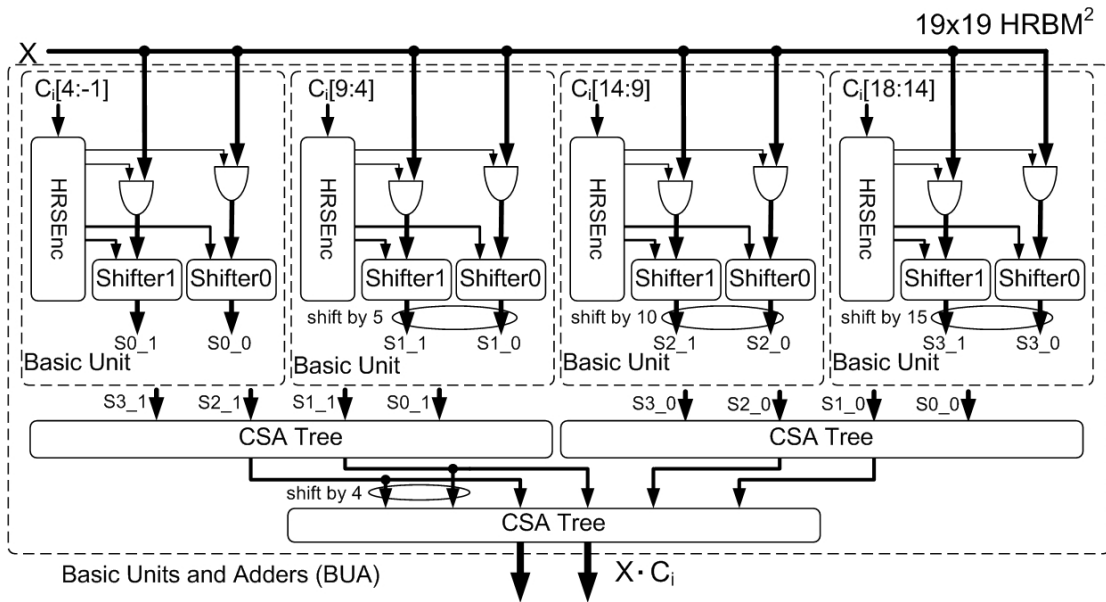 19x19 HRBM²
X
Cᵢ[4:-1]
Cᵢ[9:4]
Cᵢ[14:9]
Cᵢ[18:14]
HRSEnc
HRSEnc
HRSEnc
HRSEnc
Shifter1 Shifter0
Shifter1 Shifter0
Shifter1 Shifter0
Shifter1 Shifter0
shift by 5
shift by 10
shift by 15
S0_1 S0_0
S1_1 S1_0
S2_1 S2_0
S3_1 S3_0
Basic Unit
Basic Unit
Basic Unit
Basic Unit
S3_1 S2_1 S1_1 S0_1
S3_0 S2_0 S1_0 S0_0
CSA Tree
CSA Tree
shift by 4
CSA Tree
Basic Units and Adders (BUA)
X · Cᵢ